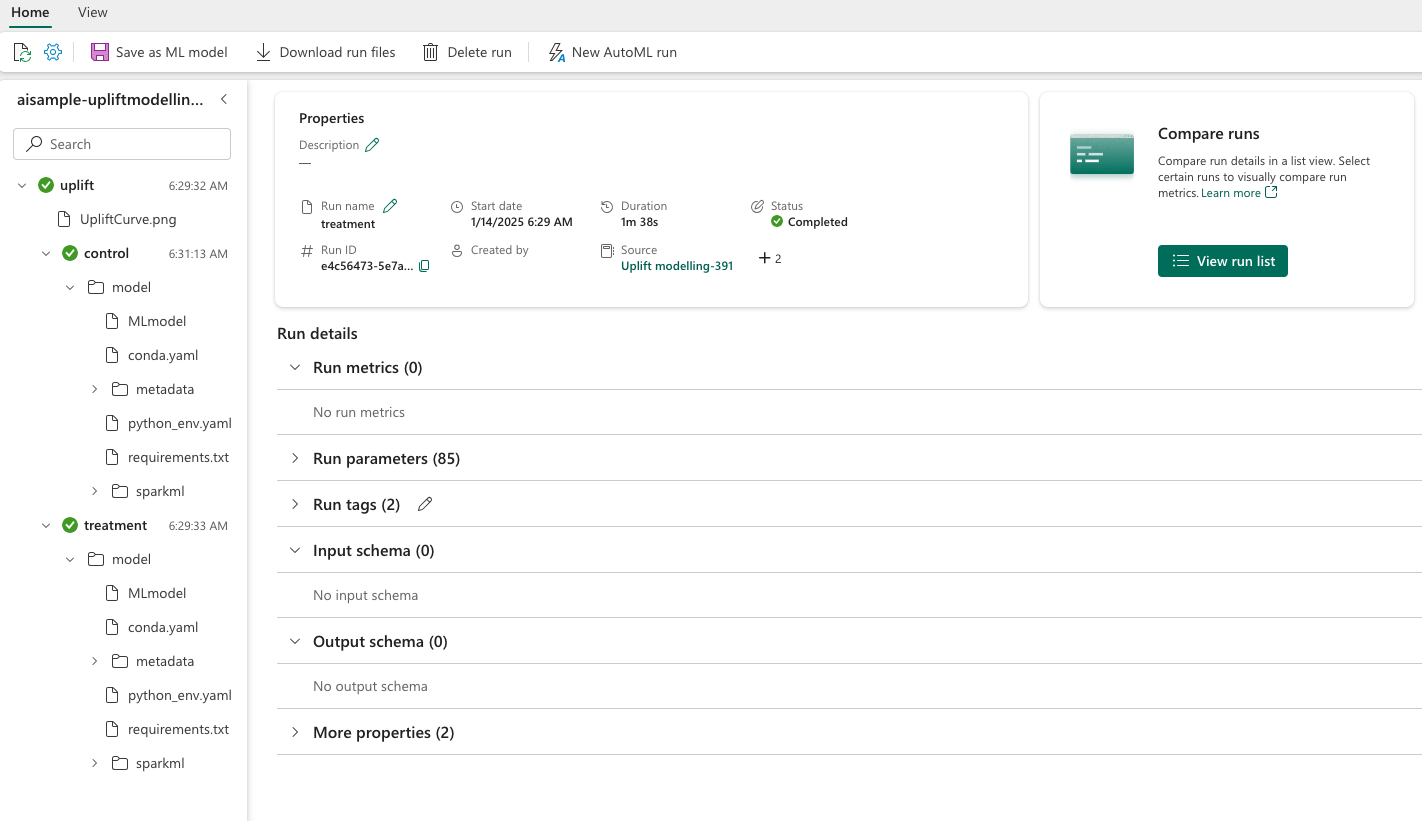 Home View
Save as ML model Download run files Delete run New AutoML run
aisample-upliftmodellin...
Search
uplift 6:29:32 AM
UpliftCurve.png
control 6:31:13 AM
model
MLmodel
conda.yaml
metadata
python_env.yaml
requirements.txt
sparkml
treatment 6:29:33 AM
model
MLmodel
conda.yaml
metadata
python_env.yaml
requirements.txt
sparkml
Properties
Description
—
Run name
treatment
Start date
1/14/2025 6:29 AM
Duration
1m 38s
Status
Completed
Run ID
e4c56473-5e7a...
Created by
Source
Uplift modelling-391
+ 2
Compare runs
Compare run details in a list view. Select
certain runs to visually compare run
metrics. Learn more
View run list
Run details
Run metrics (0)
No run metrics
Run parameters (85)
Run tags (2)
Input schema (0)
No input schema
Output schema (0)
No output schema
More properties (2)